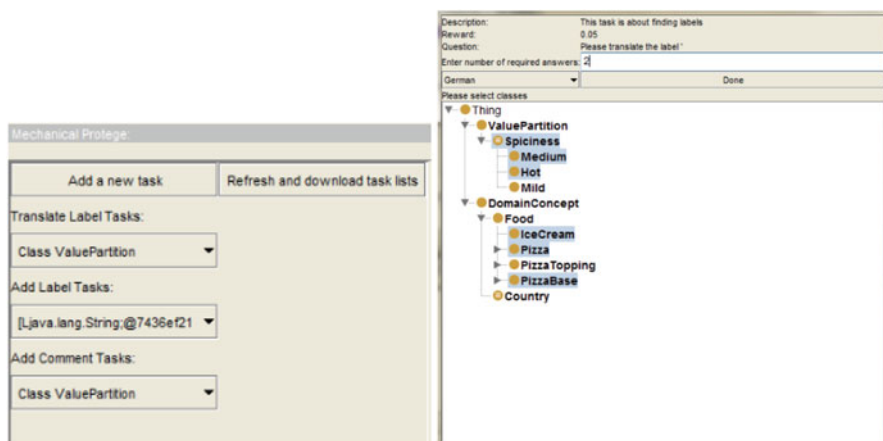 Mechanical Protege:
Add a new task
Refresh and download task lists
Translate Label Tasks:
Class ValuePartition
Add Label Tasks:
[Ljava.lang.String;@7436ef21
Add Comment Tasks:
Class ValuePartition
Description: This task is about finding labels
Reward: 0.05
Question: Please translate the label '
Enter number of required answers: 2
German Done
Please select classes
Thing
ValuePartition
Spiciness
Medium
Hot
Mild
DomainConcept
Food
IceCream
Pizza
PizzaTopping
PizzaBase
Country